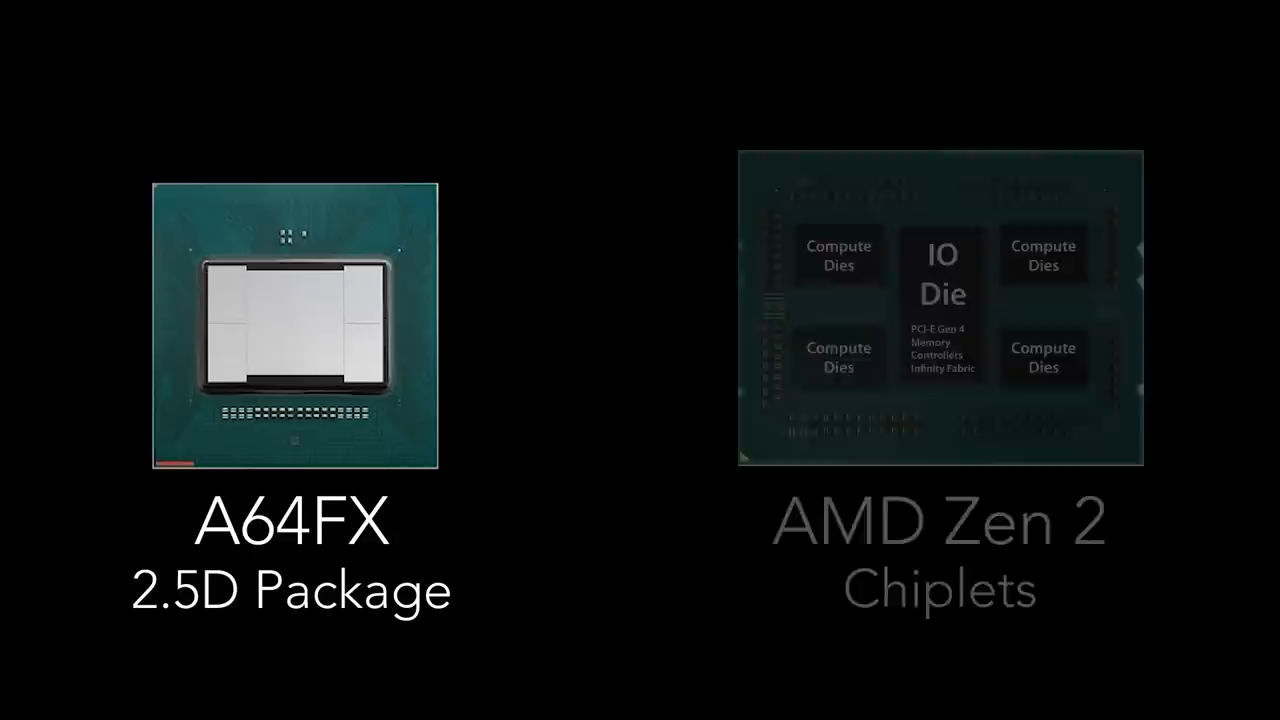 A64FX
2.5D Package
Compute
Dies
IO
Die
PCI-E Gen 4
Memory
Controllers
Infinity Fabric
Compute
Dies
Compute
Dies
Compute
Dies
AMD Zen 2
Chiplets